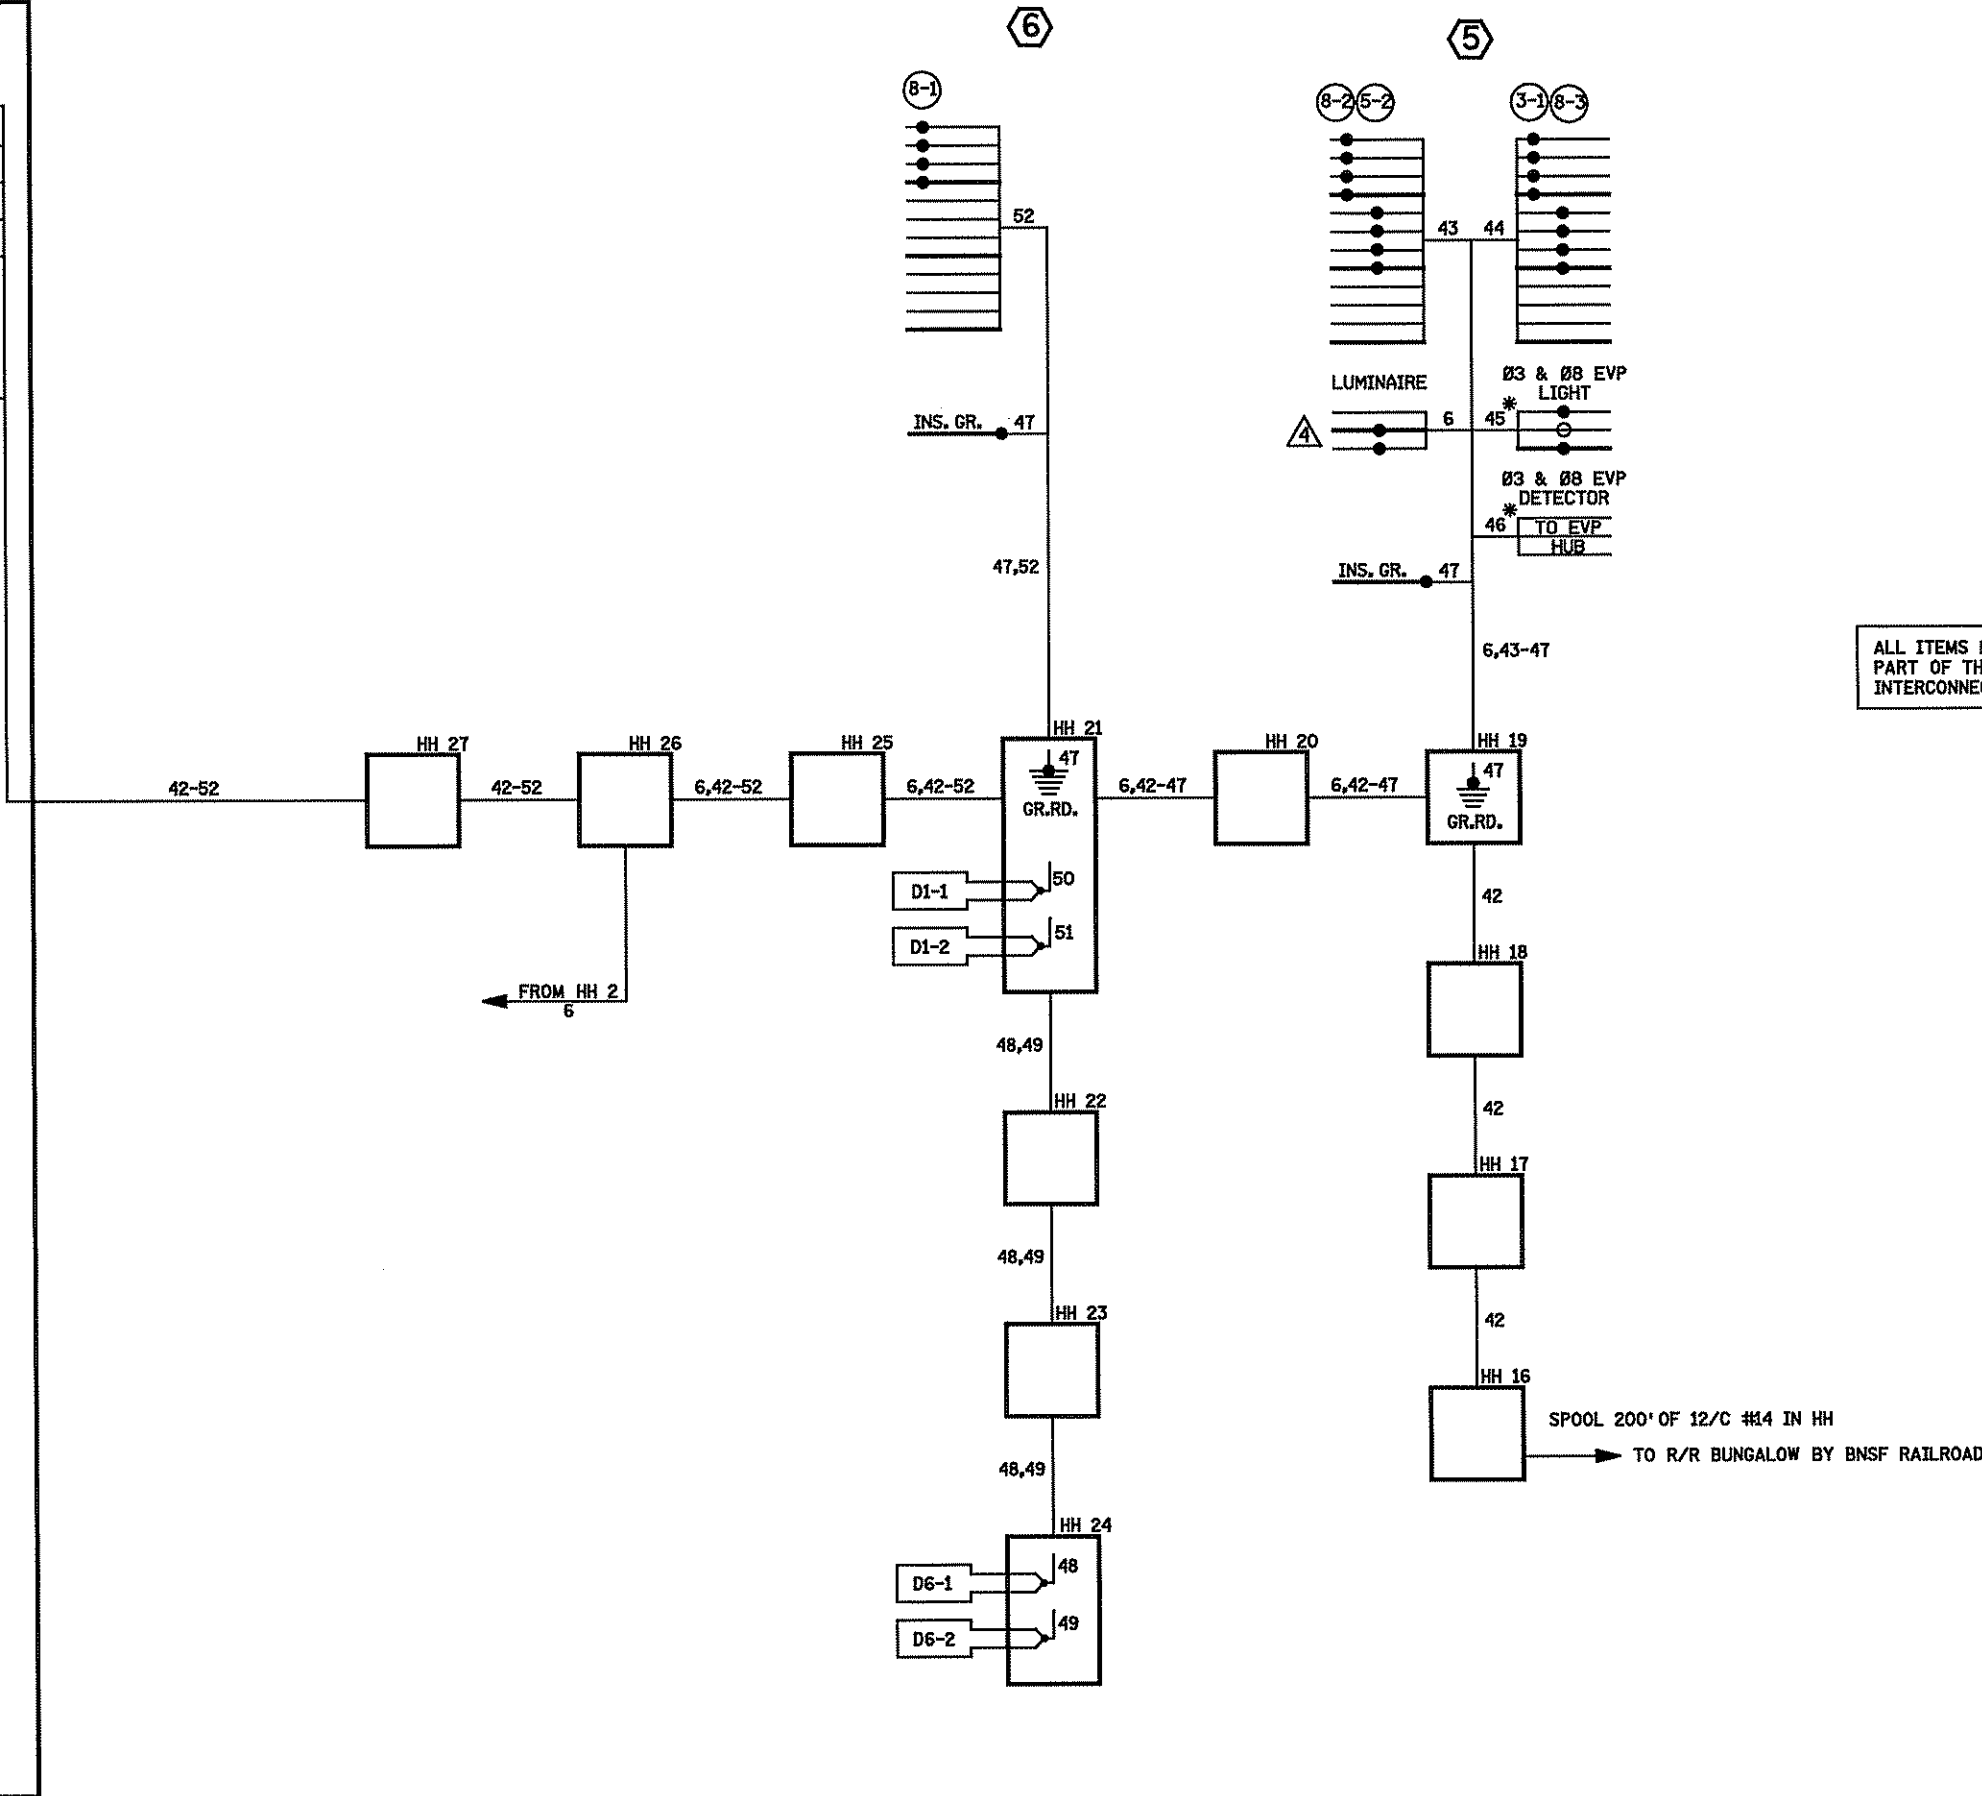 6
5
8-1
8-2 5-2
3-1 8-3
52
43 44
LUMINAIRE
Ø3 & Ø8 EVP
LIGHT
INS. GR. 47
4
6
45 *
Ø3 & Ø8 EVP
DETECTOR
46 *
TO EVP
HUB
47,52
INS. GR. 47
6,43-47
ALL ITEMS
PART OF TH
INTERCONNE
HH 27
HH 26
HH 25
HH 21
HH 20
HH 19
42-52
42-52
6,42-52
6,42-52
47
GR.RD.
6,42-47
6,42-47
47
GR.RD.
D1-1
50
42
D1-2
51
HH 18
FROM HH 2
6
48,49
HH 22
42
HH 17
48,49
HH 23
42
HH 16
SPOOL 200' OF 12/C #14 IN HH
TO R/R BUNGALOW BY BNSF RAILROAD
48,49
HH 24
D6-1
48
D6-2
49